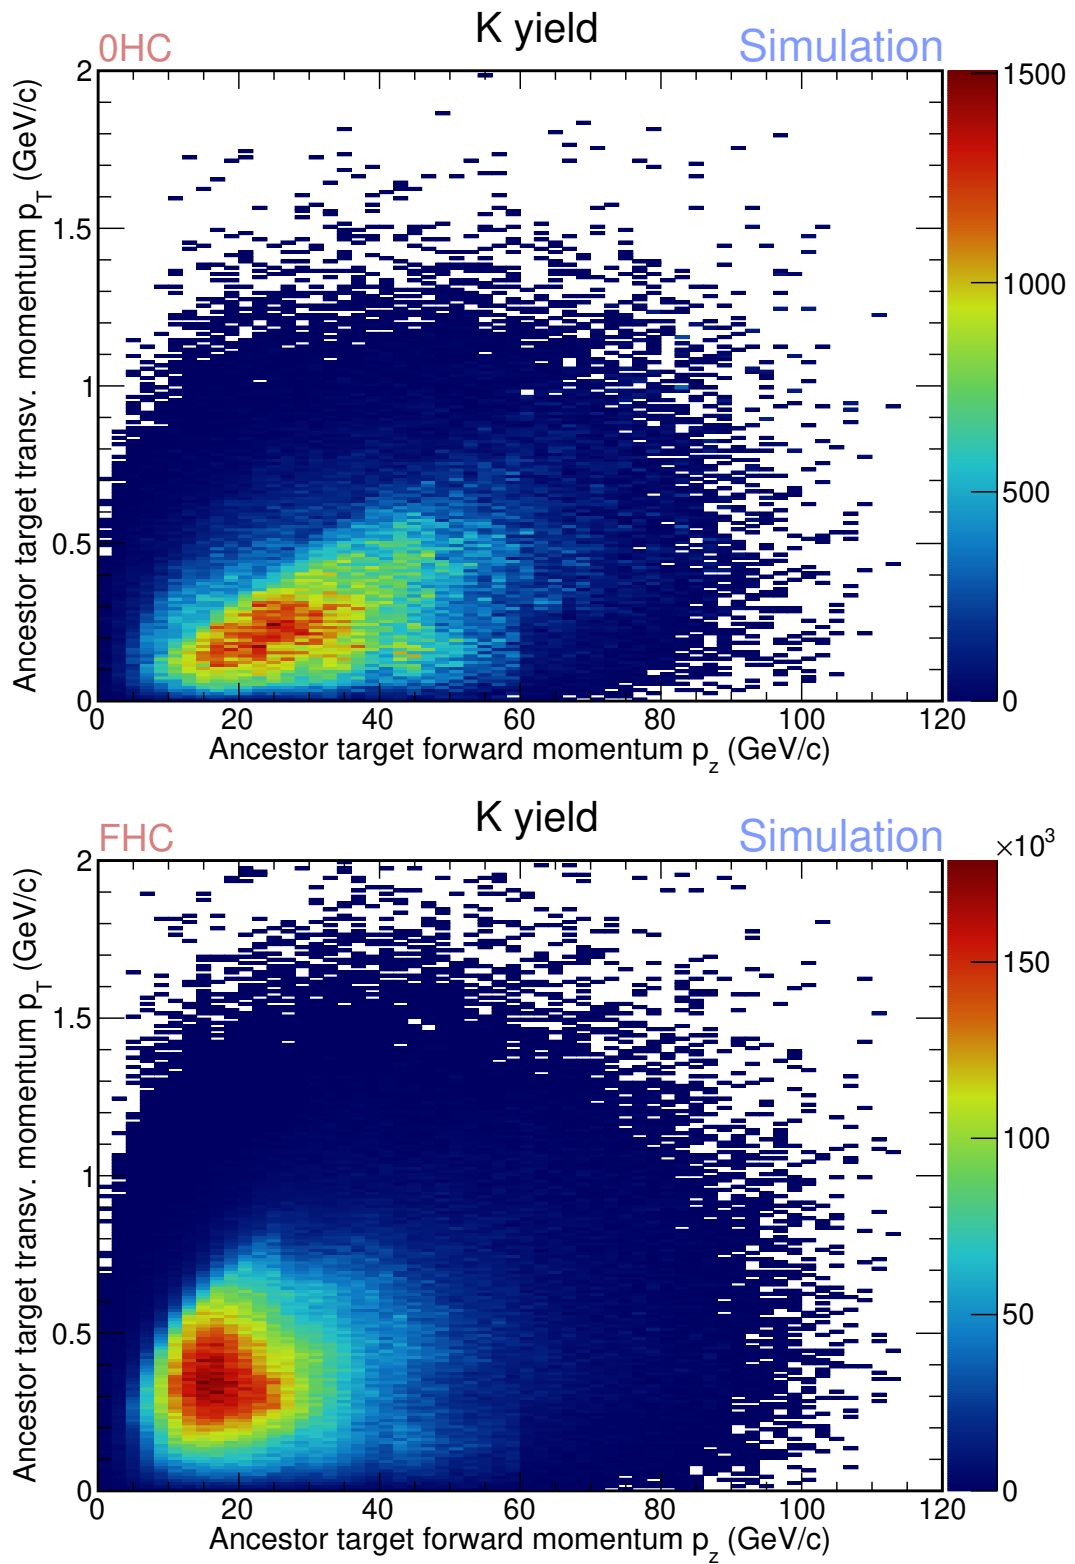 0HC K yield Simulation
Ancestor target transv. momentum p_T (GeV/c)
2
1.5
1
0.5
0
0 20 40 60 80 100 120
Ancestor target forward momentum p_z (GeV/c)
1500
1000
500
0
FHC K yield Simulation
×10³
Ancestor target transv. momentum p_T (GeV/c)
2
1.5
1
0.5
0
0 20 40 60 80 100 120
Ancestor target forward momentum p_z (GeV/c)
150
100
50
0